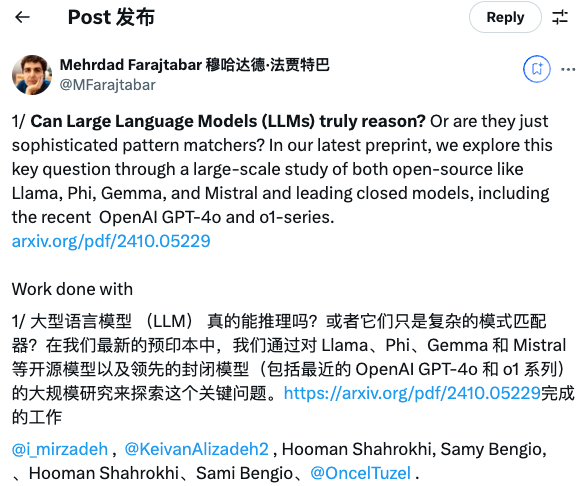 Post 发布
Reply
Mehrdad Farajtabar 穆哈达德·法贾特巴
@MFarajtabar
1/ Can Large Language Models (LLMs) truly reason? Or are they just
sophisticated pattern matchers? In our latest preprint, we explore this
key question through a large-scale study of both open-source like
Llama, Phi, Gemma, and Mistral and leading closed models, including
the recent OpenAI GPT-4o and o1-series.
arxiv.org/pdf/2410.05229
Work done with
1/ 大型语言模型 （LLM） 真的能推理吗？或者它们只是复杂的模式匹配
器？在我们最新的预印本中，我们通过对 Llama、Phi、Gemma 和 Mistral
等开源模型以及领先的封闭模型（包括最近的 OpenAI GPT-4o 和 o1 系列）
的大规模研究来探索这个关键问题。https://arxiv.org/pdf/2410.05229完成
的工作
@i_mirzadeh , @KeivanAlizadeh2 , Hooman Shahrokhi, Samy Bengio,
、Hooman Shahrokhi、Sami Bengio、@OncelTuzel .